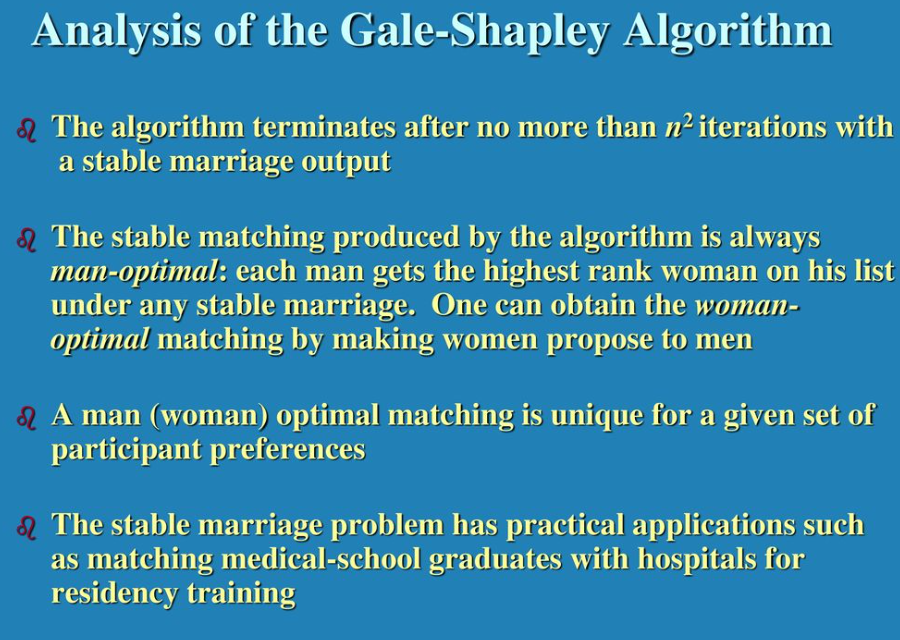 Analysis of the Gale-Shapley Algorithm
The algorithm terminates after no more than n² iterations with
a stable marriage output
The stable matching produced by the algorithm is always
man-optimal: each man gets the highest rank woman on his list
under any stable marriage. One can obtain the woman-
optimal matching by making women propose to men
A man (woman) optimal matching is unique for a given set of
participant preferences
The stable marriage problem has practical applications such
as matching medical-school graduates with hospitals for
residency training